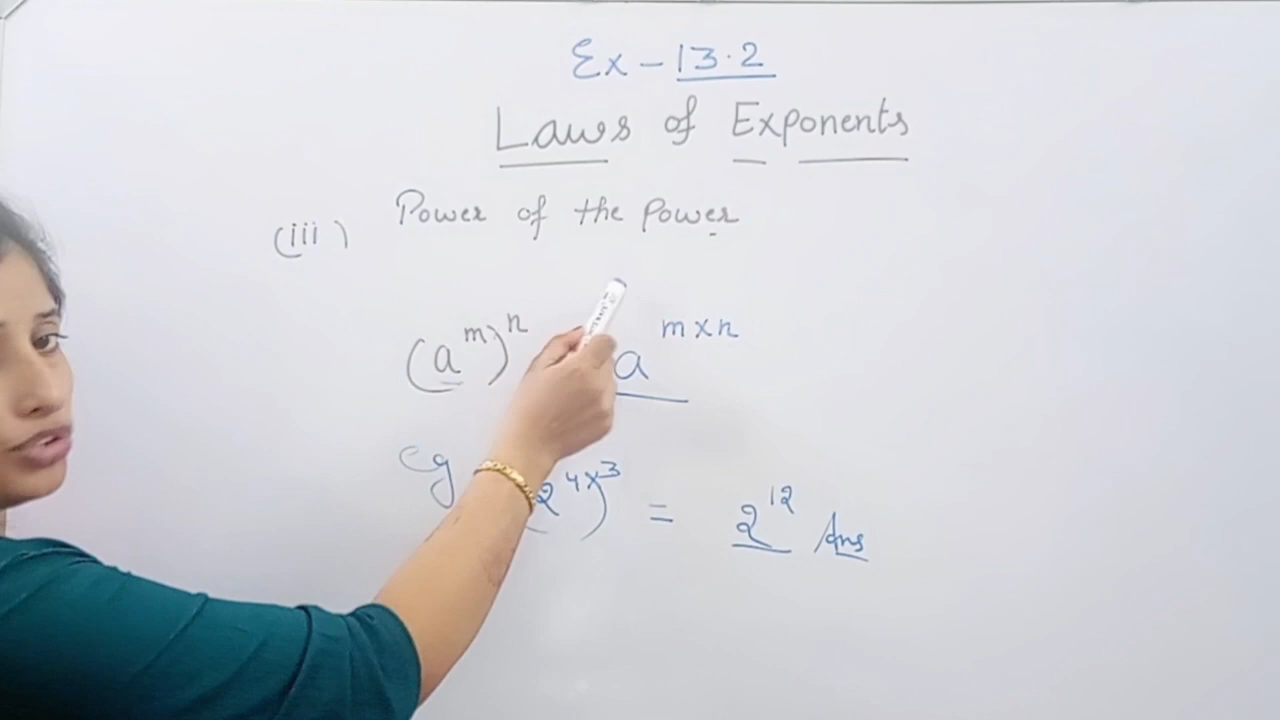 Ex - 13.2
Laws of Exponents
(iii) Power of the Power
(a^m)^n a^{m×n}
Eg (2^{4×})^3 = 2^{12} Ans